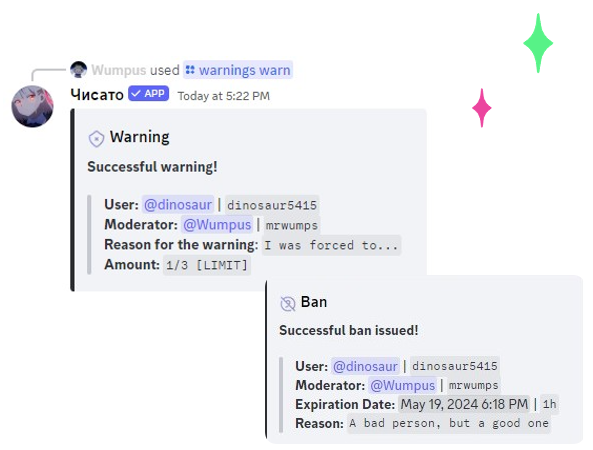 Wumpus used warnings warn
Чисато APP Today at 5:22 PM
Warning
Successful warning!
User: @dinosaur | dinosaur5415
Moderator: @Wumpus | mrwumps
Reason for the warning: I was forced to...
Amount: 1/3 [LIMIT]
Ban
Successful ban issued!
User: @dinosaur | dinosaur5415
Moderator: @Wumpus | mrwumps
Expiration Date: May 19, 2024 6:18 PM | 1h
Reason: A bad person, but a good one